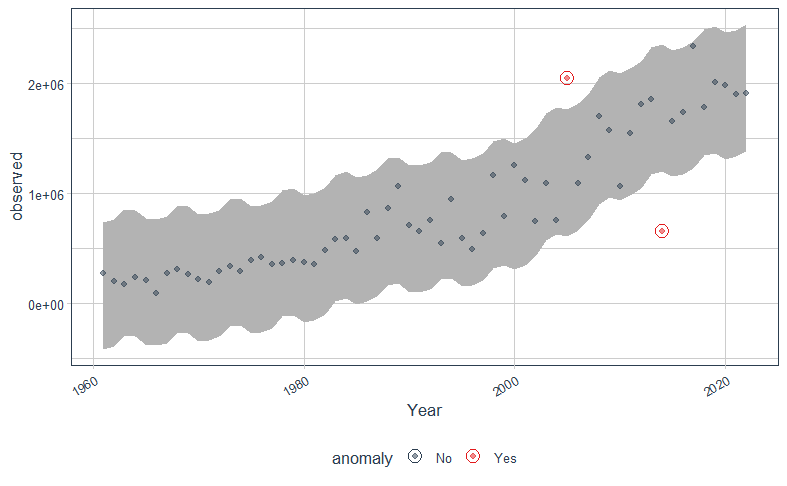 observed
2e+06
1e+06
0e+00
1960
1980
2000
2020
Year
anomaly No Yes